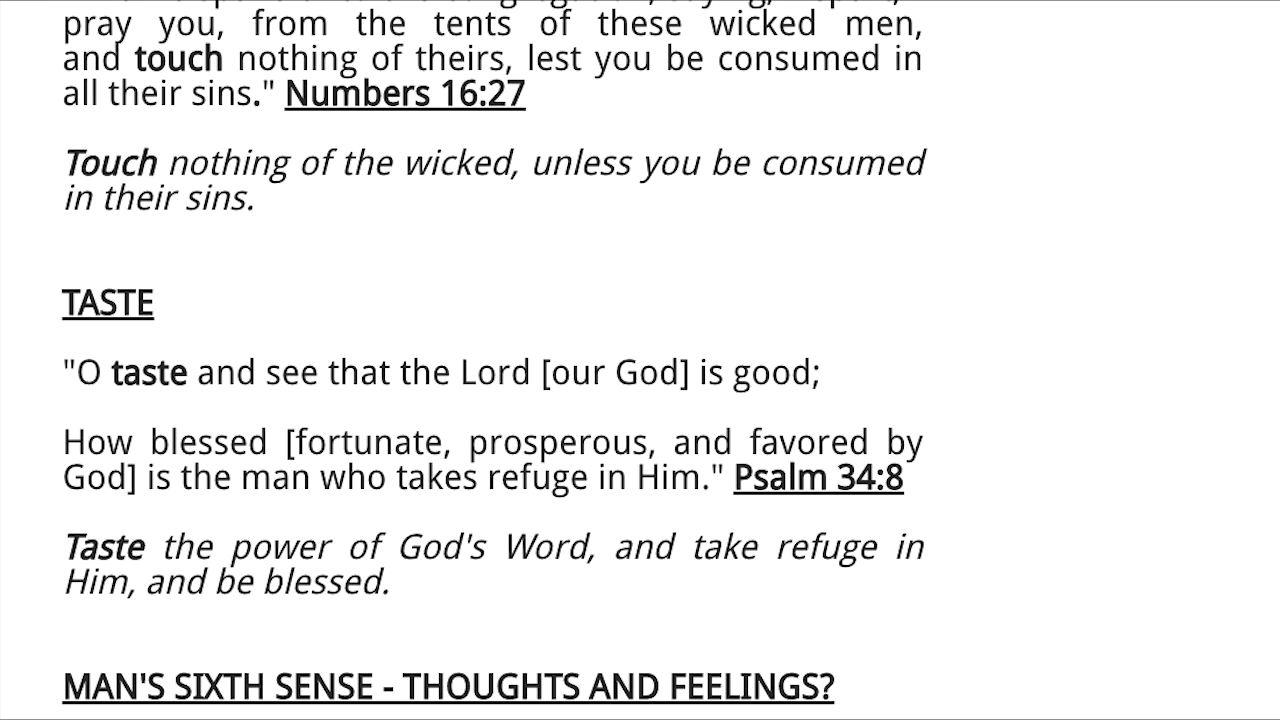 pray you, from the tents of these wicked men,
and touch nothing of theirs, lest you be consumed in
all their sins." Numbers 16:27
Touch nothing of the wicked, unless you be consumed
in their sins.
TASTE
"O taste and see that the Lord [our God] is good;
How blessed [fortunate, prosperous, and favored by
God] is the man who takes refuge in Him." Psalm 34:8
Taste the power of God's Word, and take refuge in
Him, and be blessed.
MAN'S SIXTH SENSE - THOUGHTS AND FEELINGS?